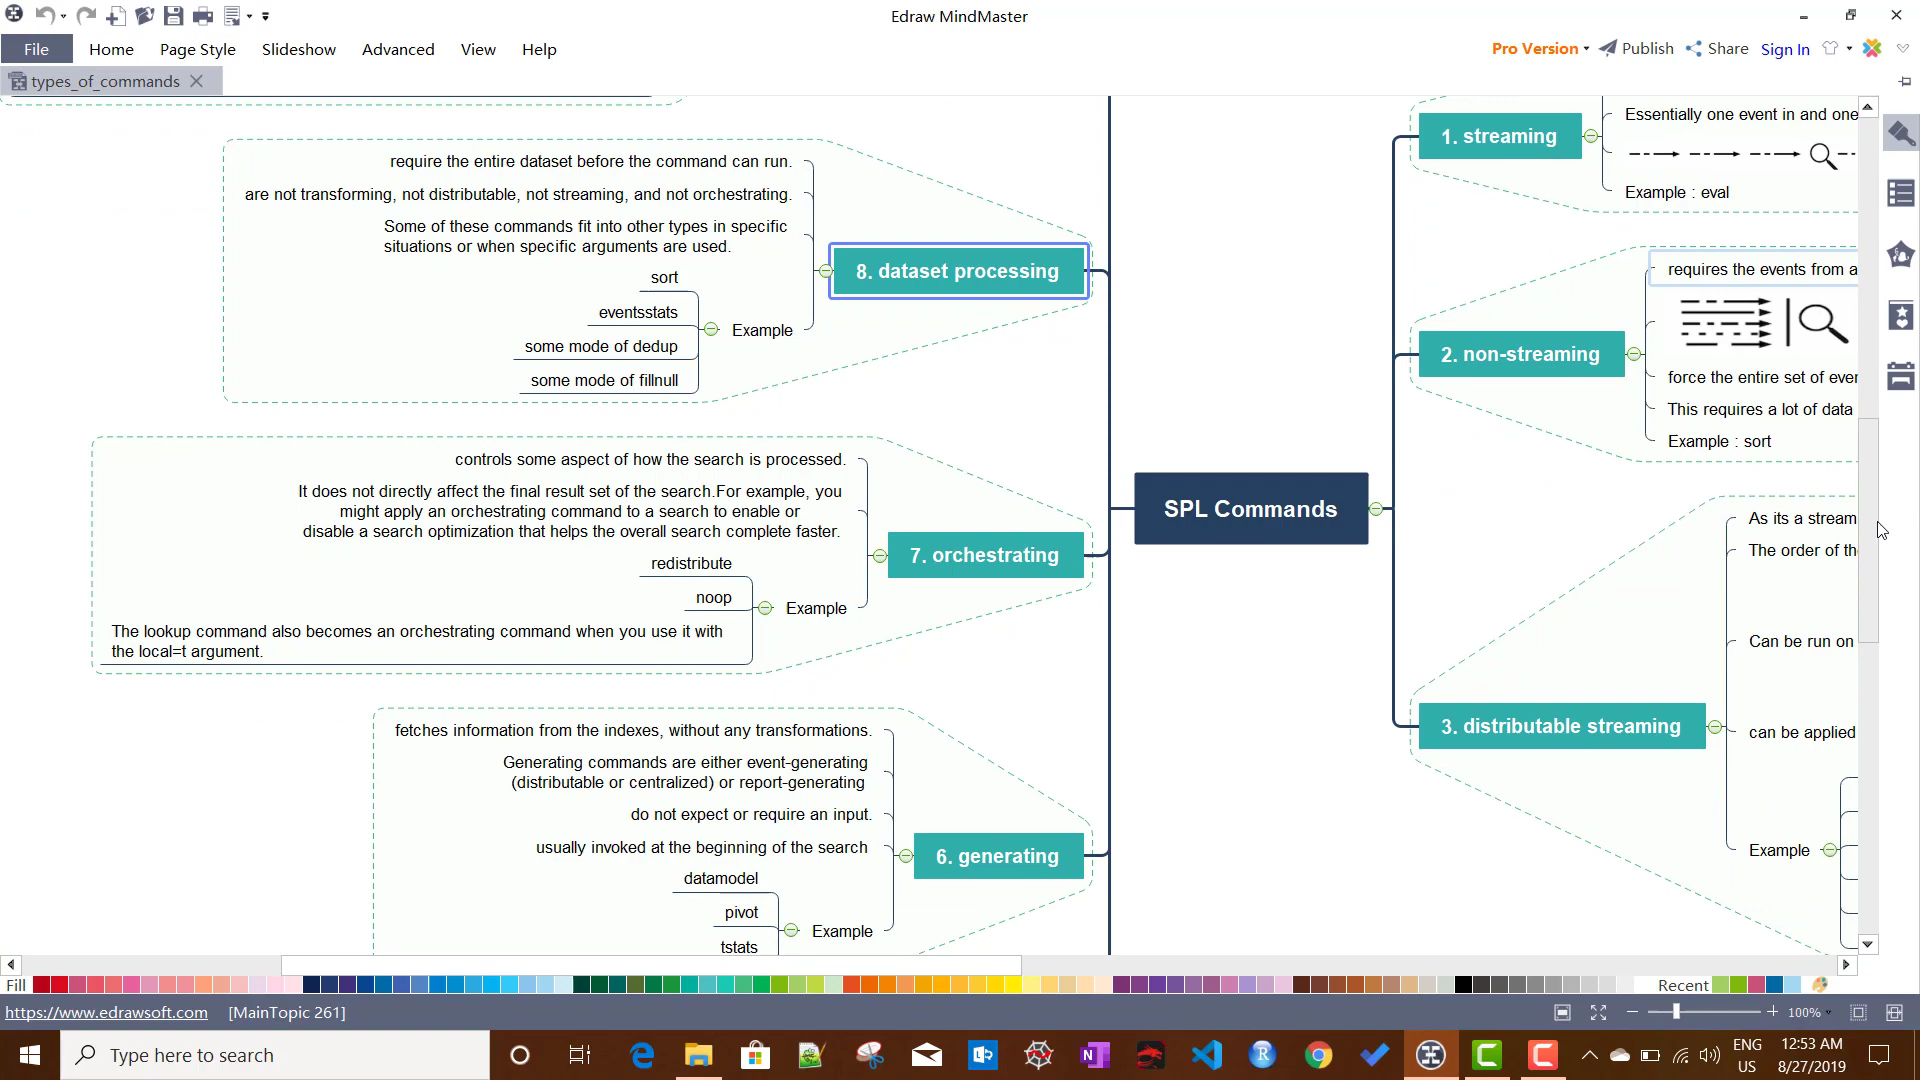 Edraw MindMaster
File
Home
Page Style
Slideshow
Advanced
View
Help
Pro Version
Publish
Share
Sign In
types_of_commands
require the entire dataset before the command can run.
are not transforming, not distributable, not streaming, and not orchestrating.
Some of these commands fit into other types in specific
situations or when specific arguments are used.
sort
eventsstats
some mode of dedup
some mode of fillnull
Example
8. dataset processing
controls some aspect of how the search is processed.
It does not directly affect the final result set of the search.For example, you
might apply an orchestrating command to a search to enable or
disable a search optimization that helps the overall search complete faster.
redistribute
noop
The lookup command also becomes an orchestrating command when you use it with
the local=t argument.
Example
7. orchestrating
fetches information from the indexes, without any transformations.
Generating commands are either event-generating
(distributable or centralized) or report-generating
do not expect or require an input.
usually invoked at the beginning of the search
datamodel
pivot
tstats
Example
6. generating
SPL Commands
1. streaming
Essentially one event in and one
Example : eval
2. non-streaming
requires the events from a
force the entire set of ever
This requires a lot of data
Example : sort
3. distributable streaming
As its a stream
The order of the
Can be run on
can be applied
Example
Fill
Recent
https://www.edrawsoft.com
[MainTopic 261]
100%
Type here to search
ENG
US
12:53 AM
8/27/2019